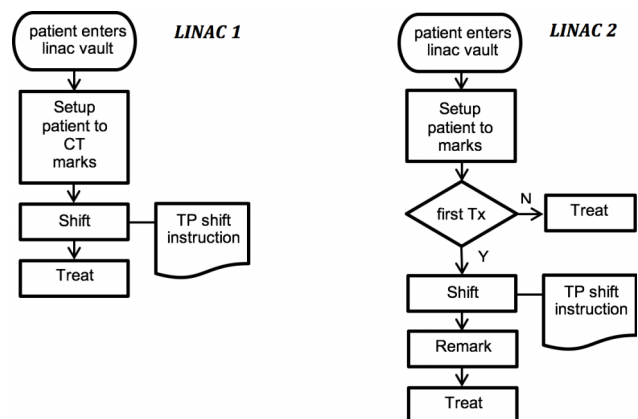 patient enters
linac vault
LINAC 1
Setup
patient to
CT
marks
Shift
TP shift
instruction
Treat
patient enters
linac vault
LINAC 2
Setup
patient to
marks
first Tx
N
Treat
Y
Shift
TP shift
instruction
Remark
Treat